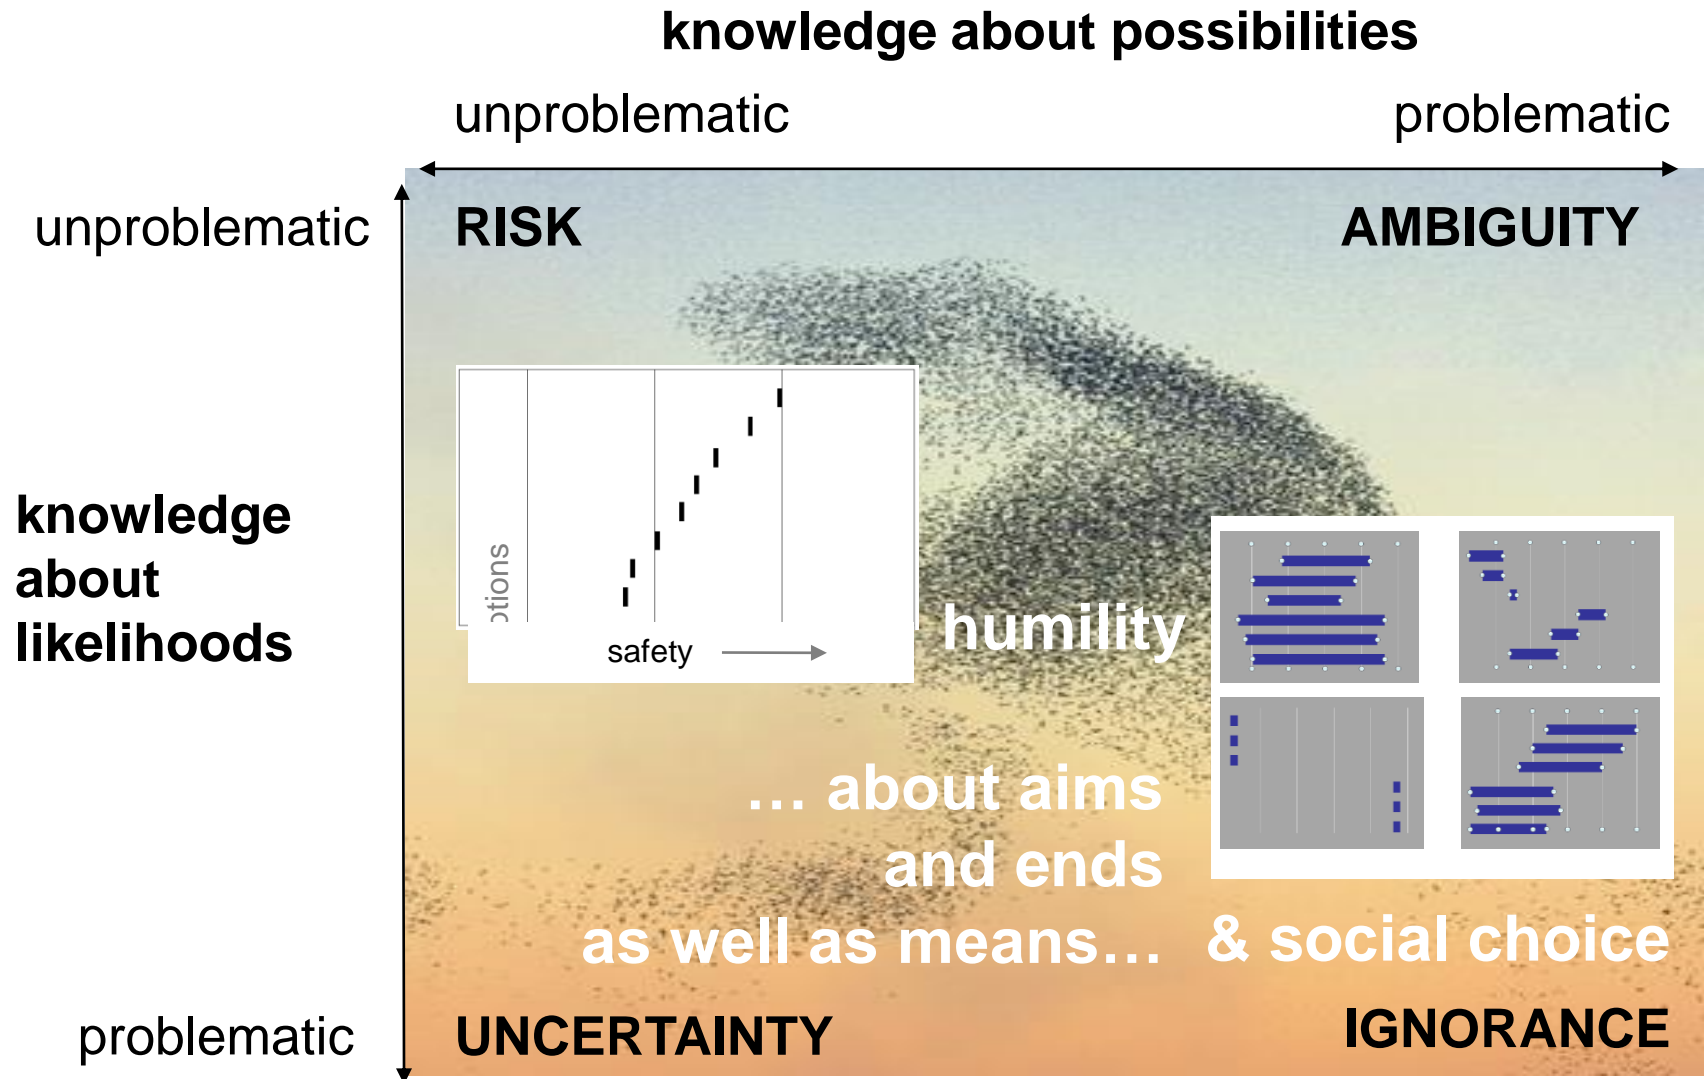 knowledge about possibilities
unproblematic
problematic
unproblematic
RISK
AMBIGUITY
knowledge
about
likelihoods
safety
humility
… about aims
and ends
as well as means…
& social choice
problematic
UNCERTAINTY
IGNORANCE